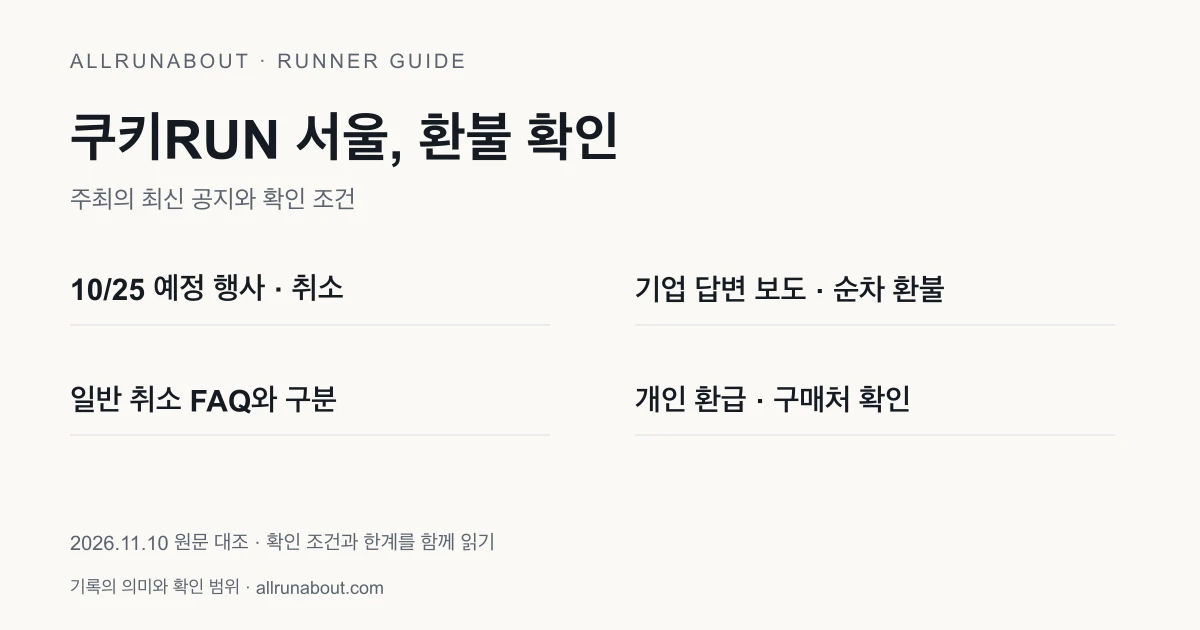 ALLRUNABOUT · RUNNER GUIDE
쿠키RUN 서울, 환불 확인
주최의 최신 공지와 확인 조건
10/25 예정 행사 · 취소
기업 답변 보도 · 순차 환불
일반 취소 FAQ와 구분
개인 환급 · 구매처 확인
2026.11.10 원문 대조 · 확인 조건과 한계를 함께 읽기
기록의 의미와 확인 범위 · allrunabout.com